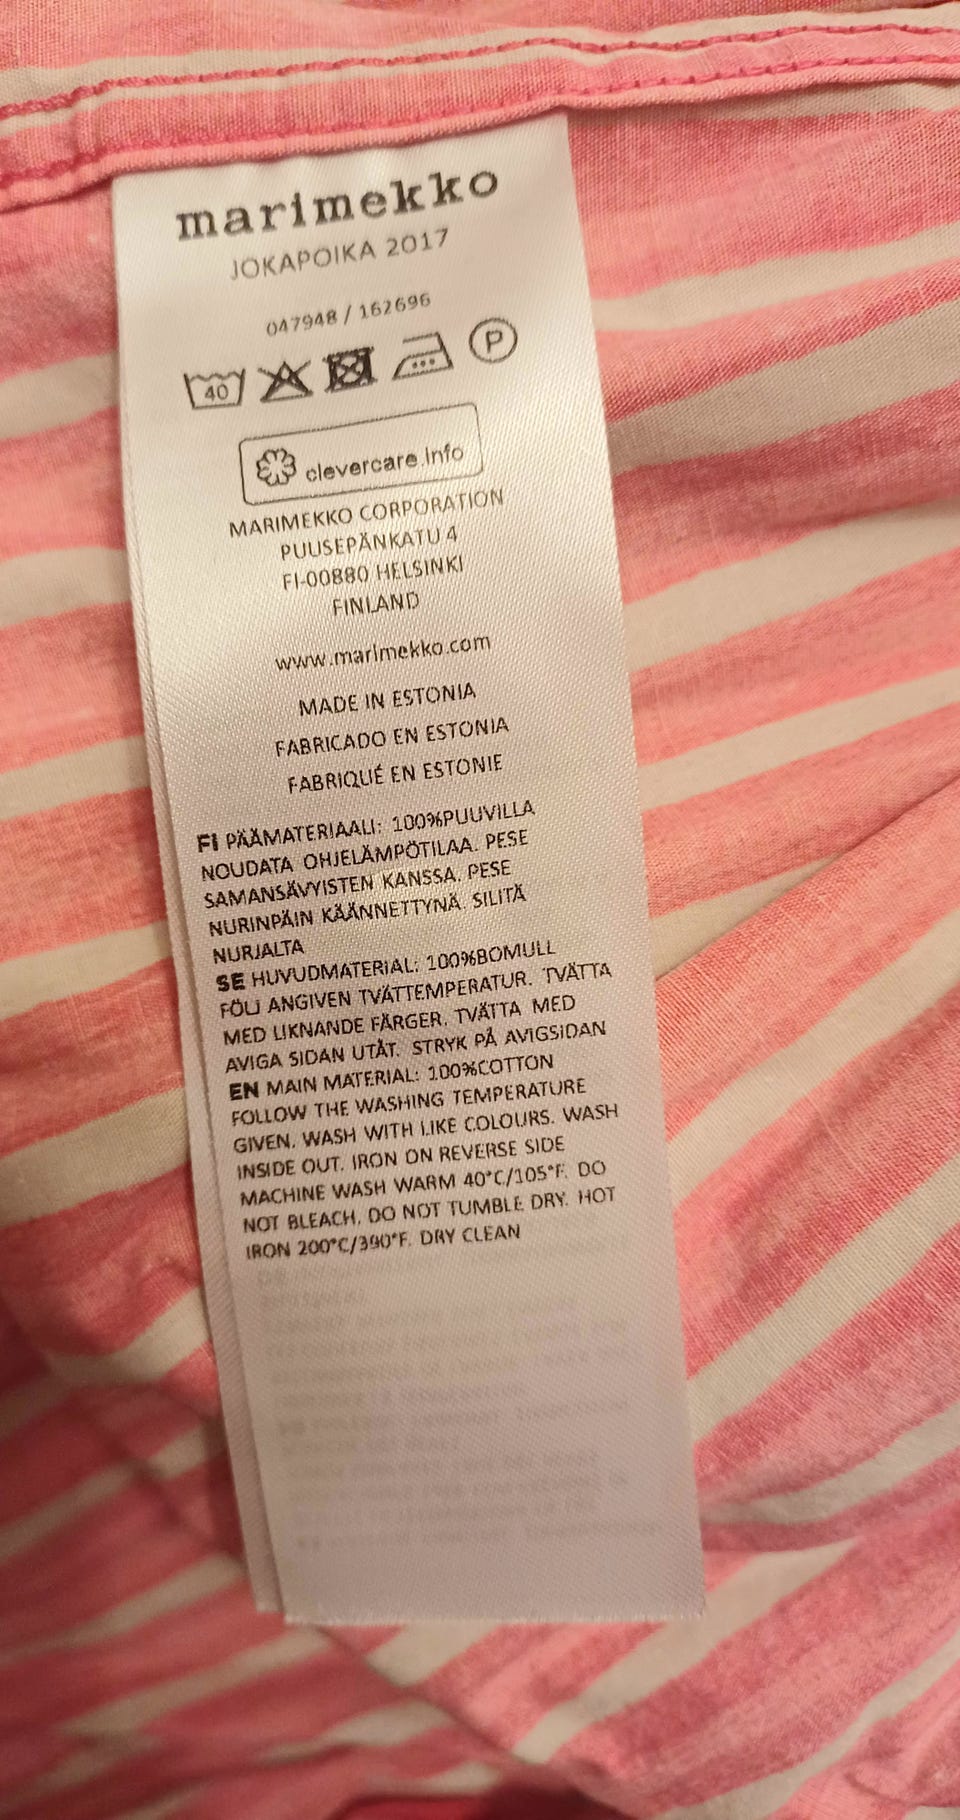 marimekko
JOKAPOIKA 2017
047948 / 162696
40 P
clevercare.info
MARIMEKKO CORPORATION
PUUSEPÄNKATU 4
FI-00880 HELSINKI
FINLAND
www.marimekko.com
MADE IN ESTONIA
FABRICADO EN ESTONIA
FABRIQUÉ EN ESTONIE
FI PÄÄMATERIAALI: 100%PUUVILLA
NOUDATA OHJELÄMPÖTILAA. PESE
SAMANSÄVYISTEN KANSSA. PESE
NURINPÄIN KÄÄNNETTYNÄ. SILITÄ
NURJALTA
SE HUVUDMATERIAL: 100%BOMULL
FÖLJ ANGIVEN TVÄTTEMPERATUR. TVÄTTA
MED LIKNANDE FÄRGER. TVÄTTA MED
AVIGA SIDAN UTÅT. STRYK PÅ AVIGSIDAN
EN MAIN MATERIAL: 100%COTTON
FOLLOW THE WASHING TEMPERATURE
GIVEN. WASH WITH LIKE COLOURS. WASH
INSIDE OUT. IRON ON REVERSE SIDE
MACHINE WASH WARM 40°C/105°F. DO
NOT BLEACH. DO NOT TUMBLE DRY. HOT
IRON 200°C/390°F. DRY CLEAN